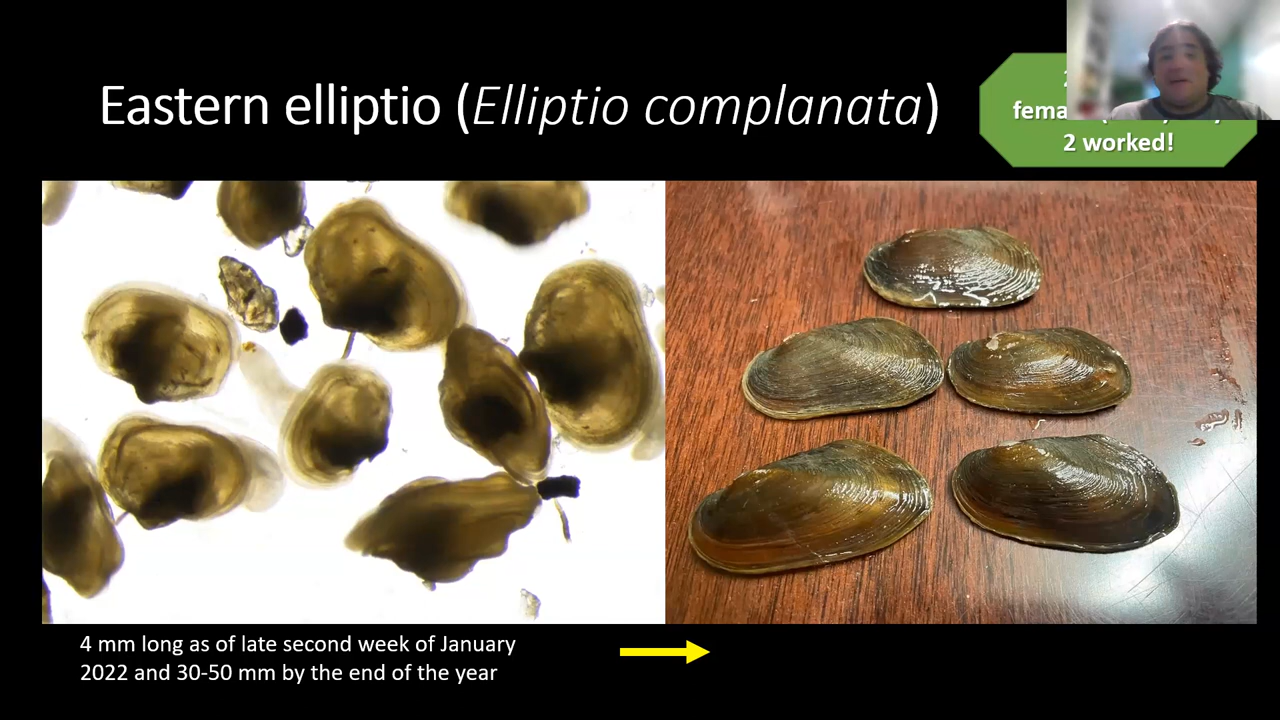 Eastern elliptio (Elliptio complanata)
2 worked!
4 mm long as of late second week of January
2022 and 30-50 mm by the end of the year